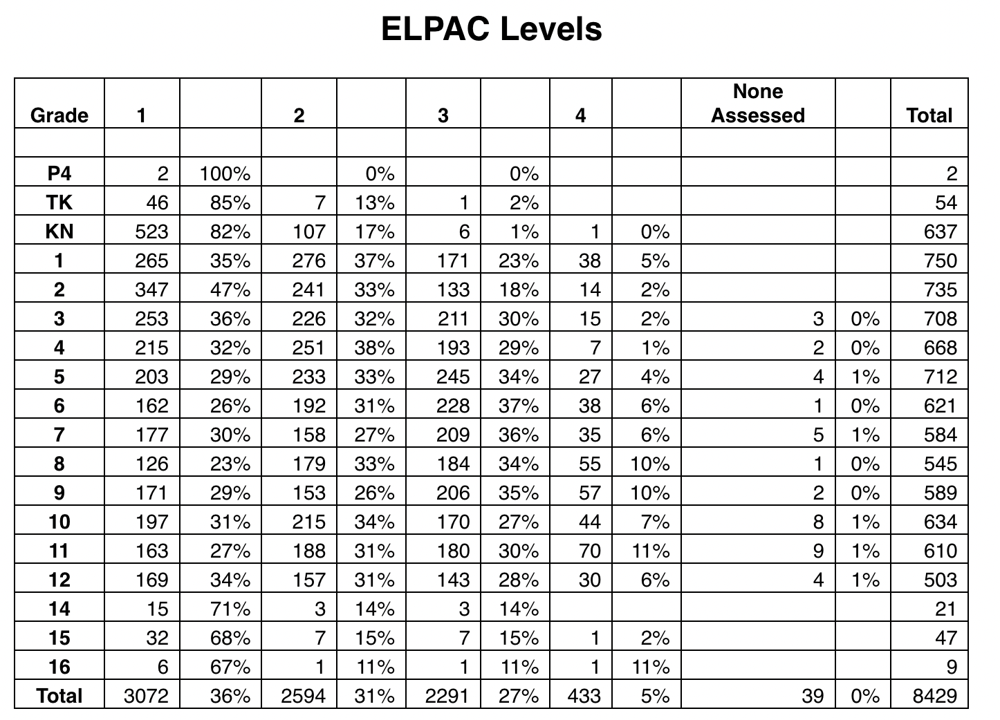 ELPAC Levels
None
Grade 1 2 3 4 Assessed Total
P4 2 100% 0% 0% 2
TK 46 85% 7 13% 1 2% 54
KN 523 82% 107 17% 6 1% 1 0% 637
1 265 35% 276 37% 171 23% 38 5% 750
2 347 47% 241 33% 133 18% 14 2% 735
3 253 36% 226 32% 211 30% 15 2% 3 0% 708
4 215 32% 251 38% 193 29% 7 1% 2 0% 668
5 203 29% 233 33% 245 34% 27 4% 4 1% 712
6 162 26% 192 31% 228 37% 38 6% 1 0% 621
7 177 30% 158 27% 209 36% 35 6% 5 1% 584
8 126 23% 179 33% 184 34% 55 10% 1 0% 545
9 171 29% 153 26% 206 35% 57 10% 2 0% 589
10 197 31% 215 34% 170 27% 44 7% 8 1% 634
11 163 27% 188 31% 180 30% 70 11% 9 1% 610
12 169 34% 157 31% 143 28% 30 6% 4 1% 503
14 15 71% 3 14% 3 14% 21
15 32 68% 7 15% 7 15% 1 2% 47
16 6 67% 1 11% 1 11% 1 11% 9
Total 3072 36% 2594 31% 2291 27% 433 5% 39 0% 8429